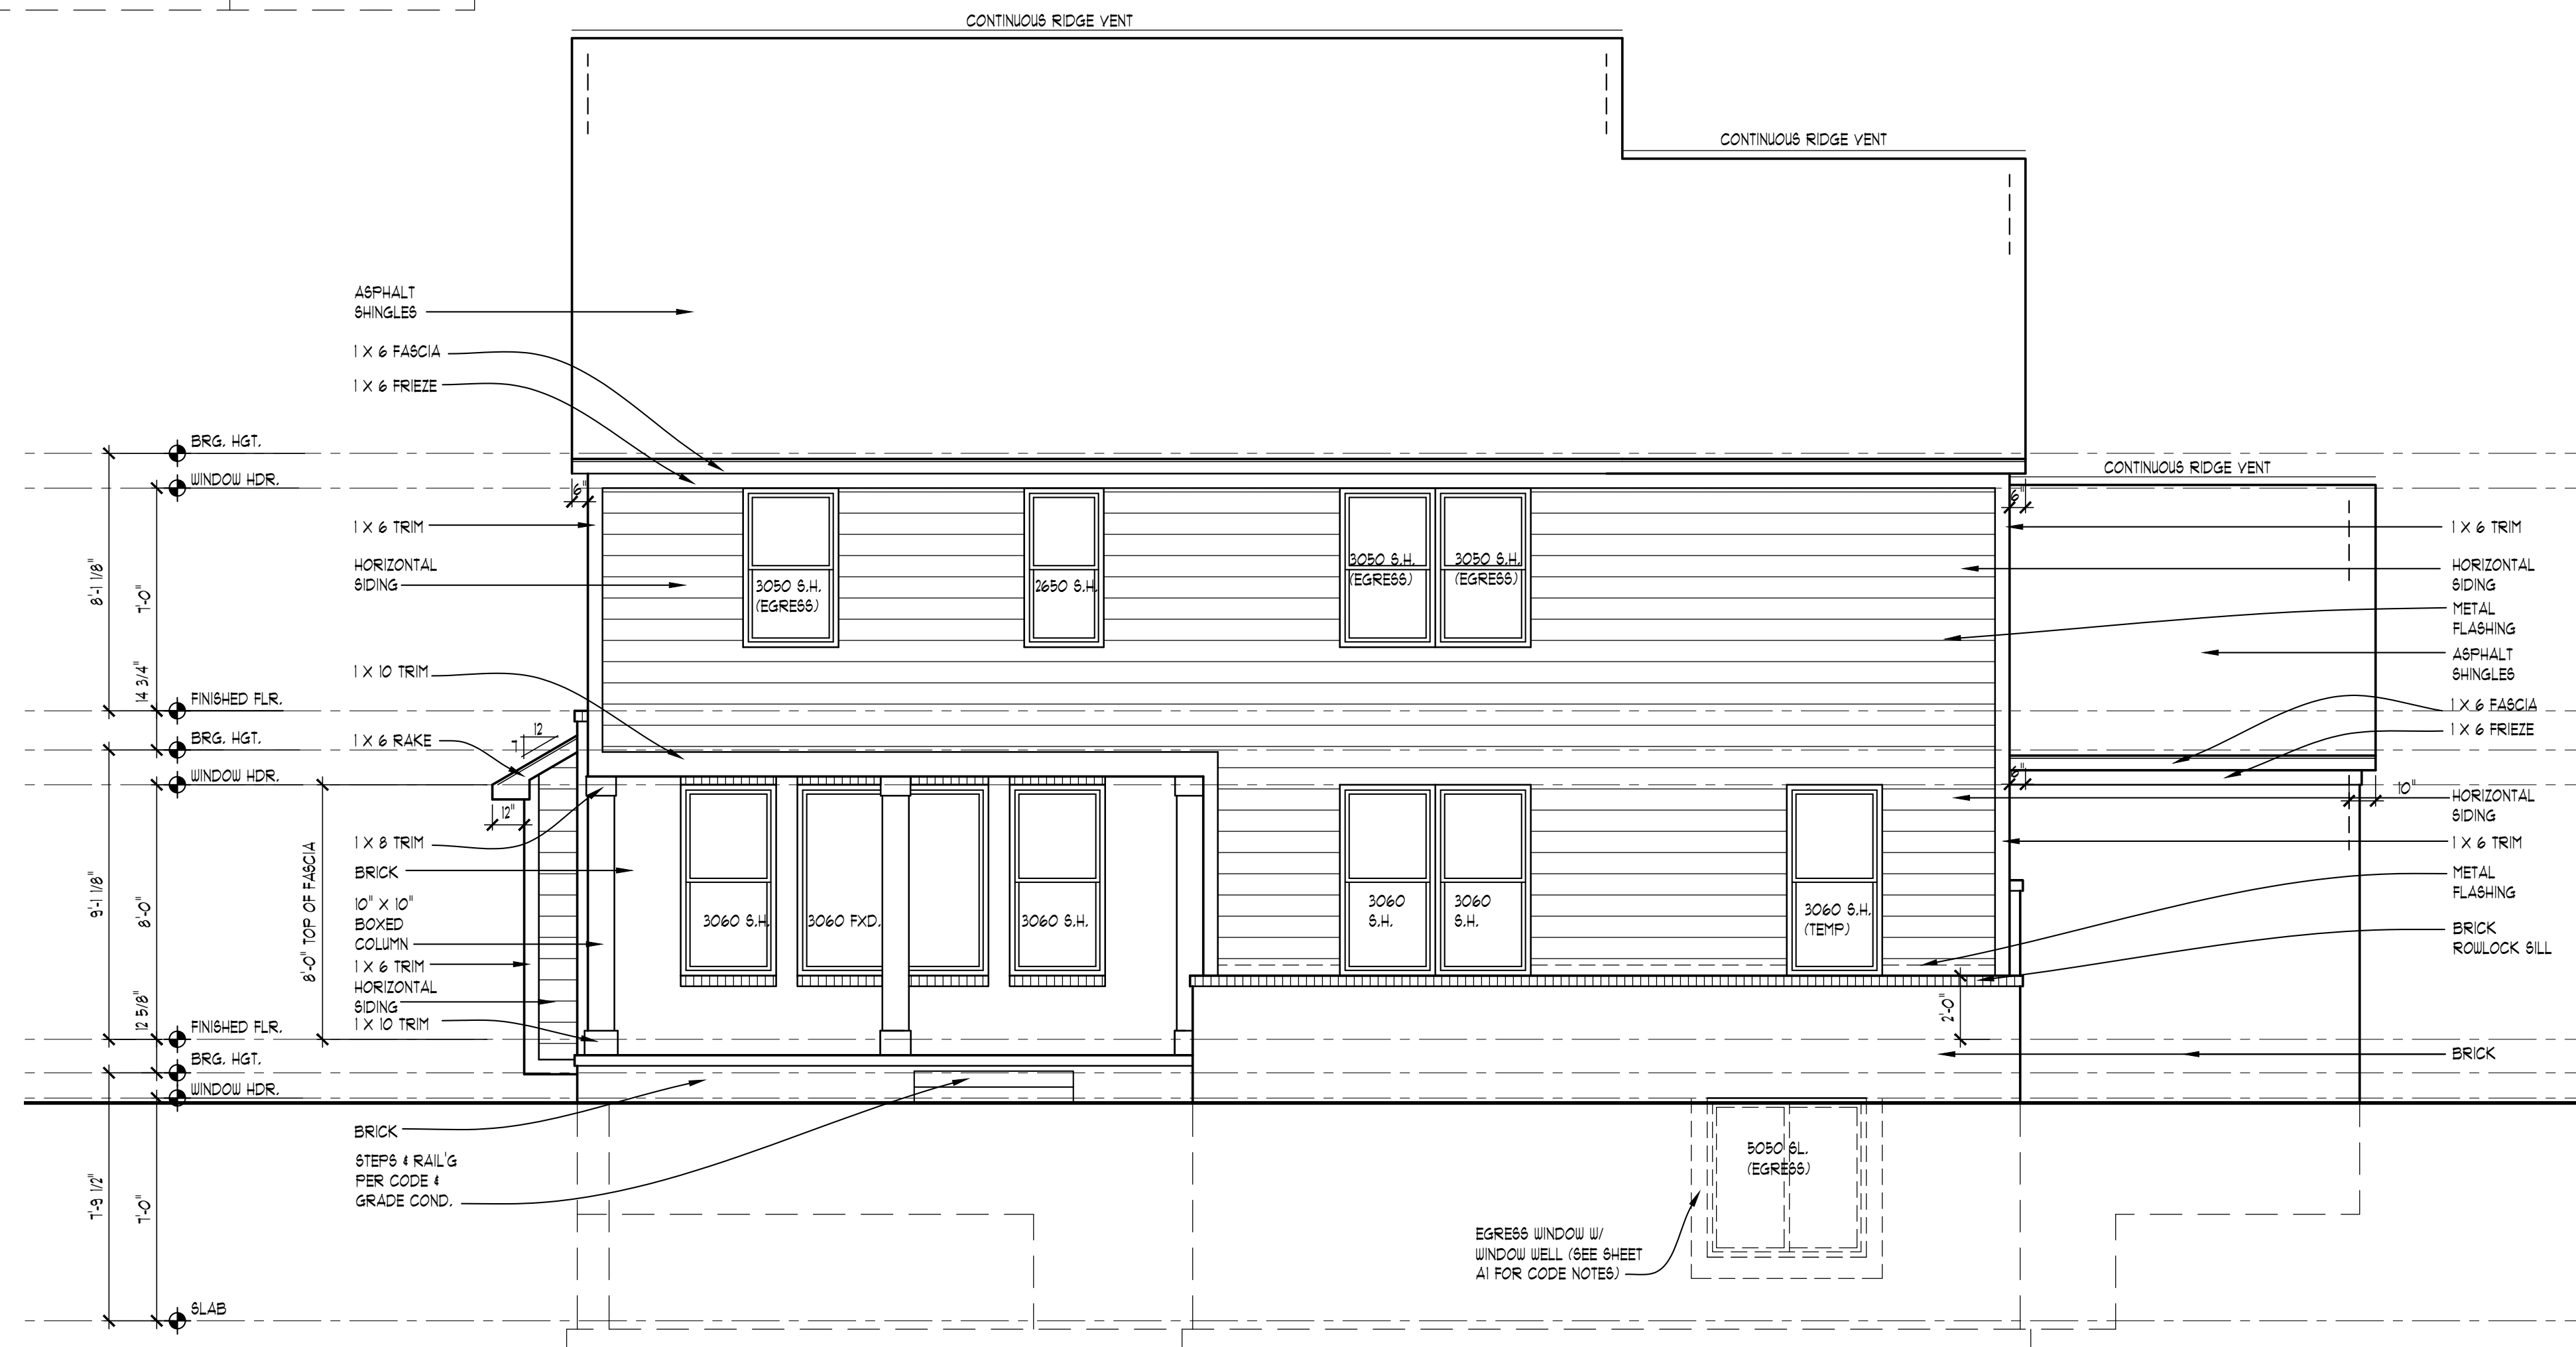 CONTINUOUS RIDGE VENT
CONTINUOUS RIDGE VENT
CONTINUOUS RIDGE VENT
ASPHALT
SHINGLES
1 X 6 FASCIA
1 X 6 FRIEZE
BRG. HGT.
WINDOW HDR.
6"
6"
1 X 6 TRIM
HORIZONTAL
SIDING
8'-1 1/8"
7'-0"
14 3/4"
3050 S.H.
(EGRESS)
2650 S.H.
3050 S.H.
(EGRESS)
3050 S.H.
(EGRESS)
1 X 6 TRIM
HORIZONTAL
SIDING
METAL
FLASHING
ASPHALT
SHINGLES
1 X 6 FASCIA
1 X 6 FRIEZE
1 X 10 TRIM
FINISHED FLR.
BRG. HGT.
WINDOW HDR.
1 X 6 RAKE
12
7
12"
6"
10"
HORIZONTAL
SIDING
1 X 6 TRIM
METAL
FLASHING
BRICK
ROWLOCK SILL
BRICK
1 X 8 TRIM
BRICK
10" X 10"
BOXED
COLUMN
1 X 6 TRIM
HORIZONTAL
SIDING
1 X 10 TRIM
9'-1 1/8"
8'-0"
12 5/8"
8'-0" TOP OF FASCIA
3060 S.H.
3060 FXD.
3060 S.H.
3060
S.H.
3060
S.H.
3060 S.H.
(TEMP)
2'-0"
FINISHED FLR.
BRG. HGT.
WINDOW HDR.
BRICK
STEPS & RAIL'G
PER CODE &
GRADE COND.
7'-9 1/2"
7'-0"
5050 SL.
(EGRESS)
EGRESS WINDOW W/
WINDOW WELL (SEE SHEET
A1 FOR CODE NOTES)
SLAB